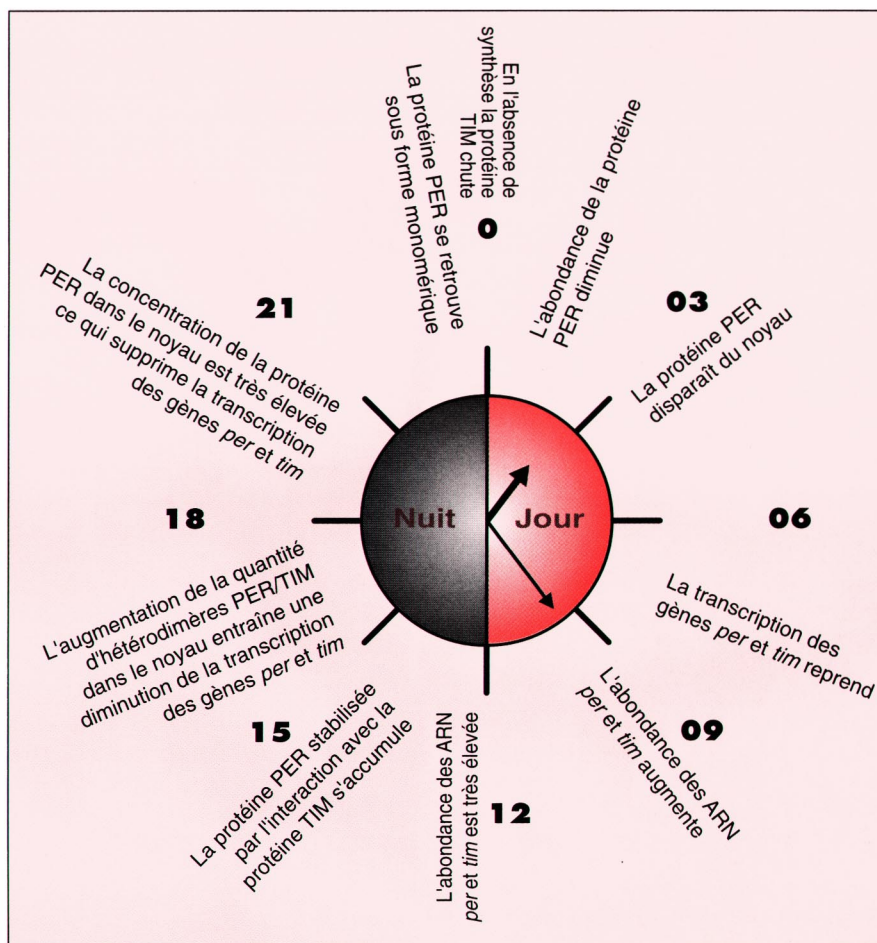 0
En l'absence de
synthèse la protéine
TIM chute
L'abondance de la protéine
PER diminue
03
La protéine PER
disparaît du noyau
06
La transcription des
gènes per et tim reprend
09
L'abondance des ARN
per et tim augmente
12
L'abondance des ARN
per et tim est très élevée
La protéine PER stabilisée
par l'interaction avec la
protéine TIM s'accumule
15
L'augmentation de la quantité
d'hétérodimères PER/TIM
dans le noyau entraîne une
diminution de la transcription
des gènes per et tim
18
La concentration de la protéine
PER dans le noyau est très élevée
ce qui supprime la transcription
des gènes per et tim
21
La protéine PER se retrouve
sous forme monomérique
Nuit
Jour